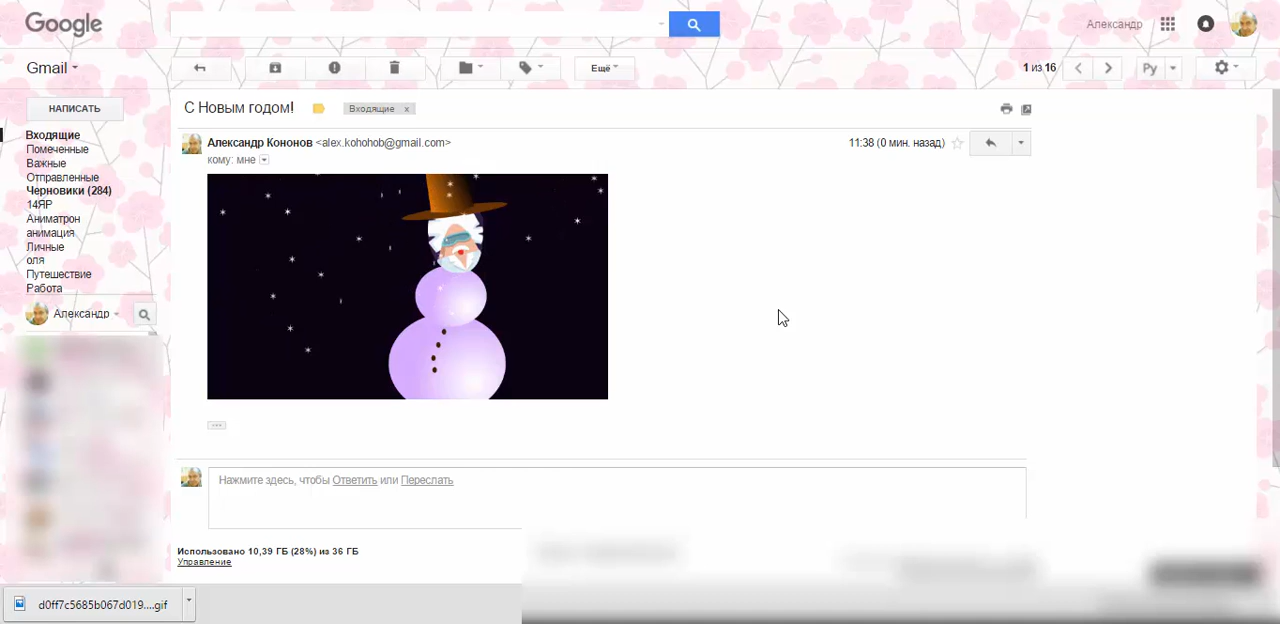 Google
Александр
Gmail
Ещё
1 из 16
Ру
НАПИСАТЬ
С Новым годом!
Входящие x
Входящие
Помеченные
Важные
Отправленные
Черновики (284)
14ЯР
Аниматрон
анимация
Личные
оля
Путешествие
Работа
Александр
Александр Кононов <alex.kohohob@gmail.com>
11:38 (0 мин. назад)
кому: мне
Нажмите здесь, чтобы Ответить или Переслать
Использовано 10,39 ГБ (28%) из 36 ГБ
Управление
d0ff7c5685b067d019....gif